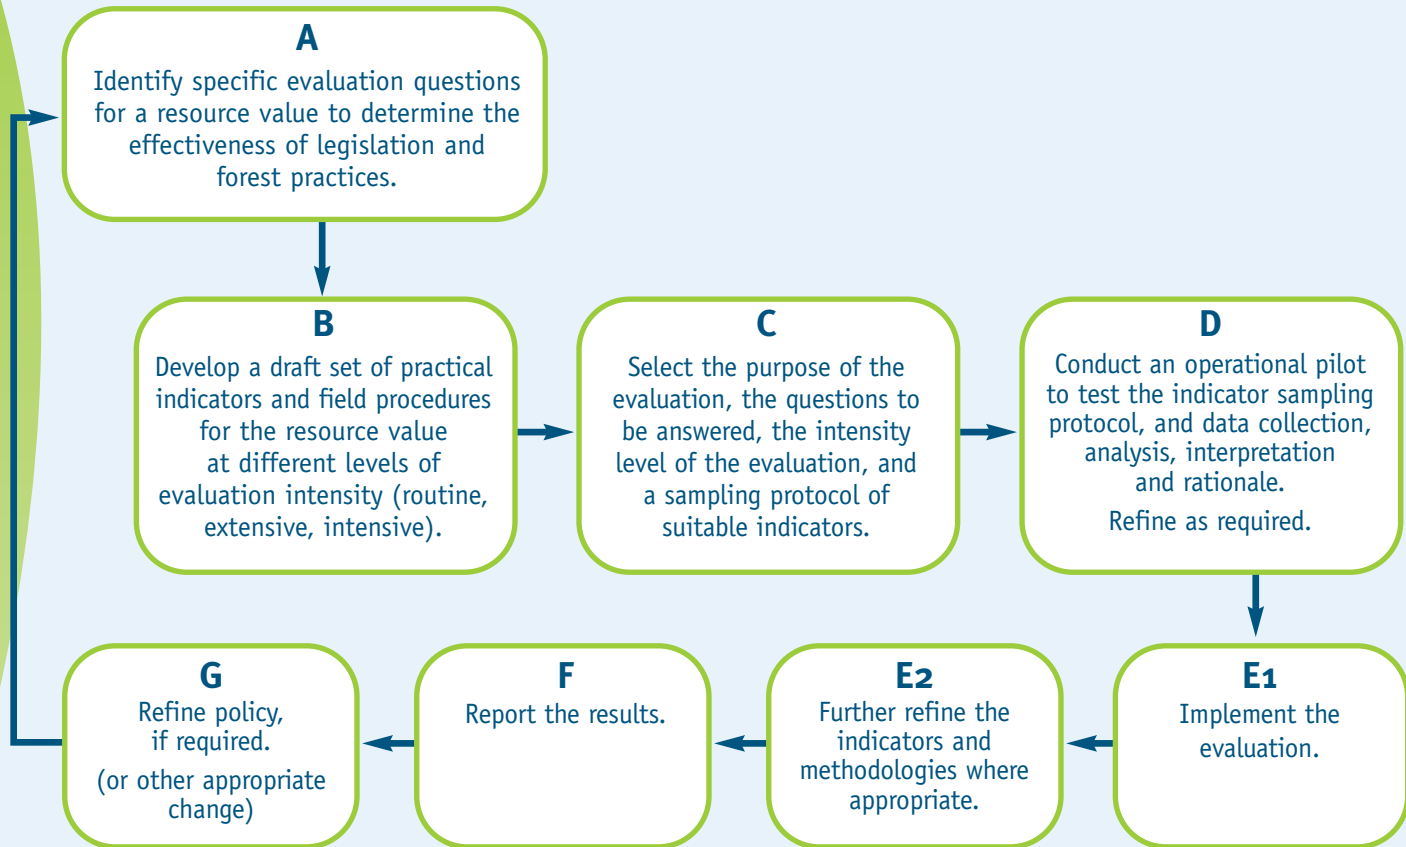 A
Identify specific evaluation questions
for a resource value to determine the
effectiveness of legislation and
forest practices.
B
Develop a draft set of practical
indicators and field procedures
for the resource value
at different levels of
evaluation intensity (routine,
extensive, intensive).
C
Select the purpose of the
evaluation, the questions to
be answered, the intensity
level of the evaluation, and
a sampling protocol of
suitable indicators.
D
Conduct an operational pilot
to test the indicator sampling
protocol, and data collection,
analysis, interpretation
and rationale.
Refine as required.
E1
Implement the
evaluation.
E2
Further refine the
indicators and
methodologies where
appropriate.
F
Report the results.
G
Refine policy,
if required.
(or other appropriate
change)